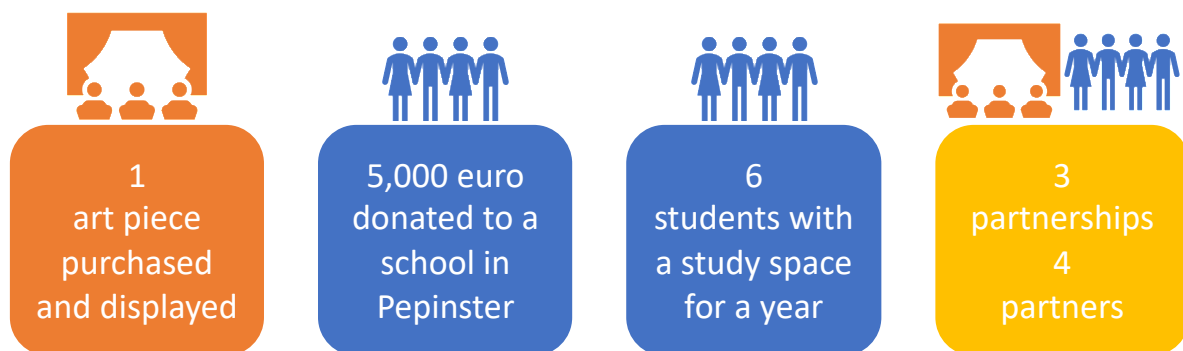 1
art piece
purchased
and displayed
5,000 euro
donated to a
school in
Pepinster
6
students with
a study space
for a year
3
partnerships
4
partners